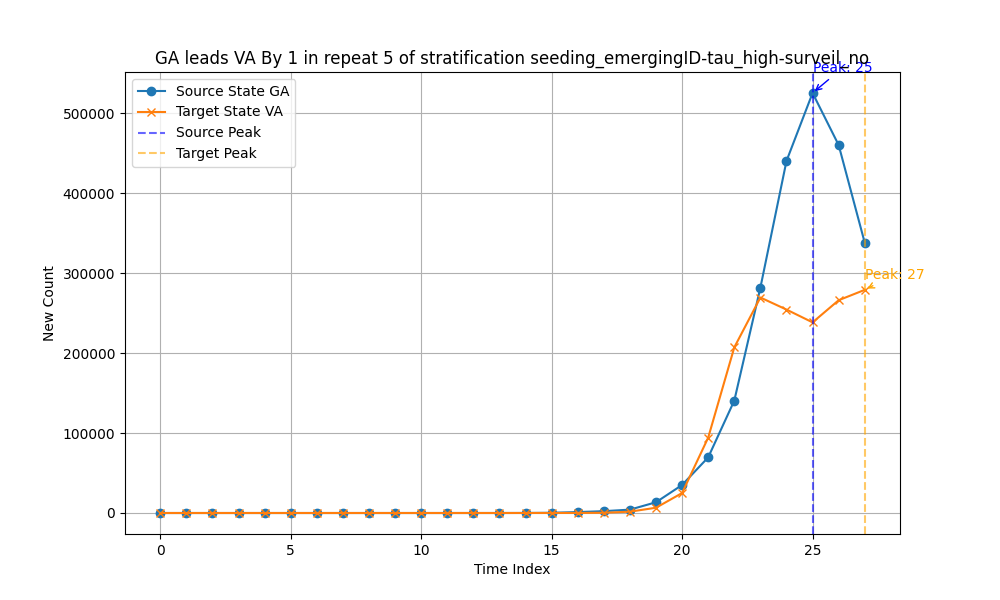 GA leads VA By 1 in repeat 5 of stratification seeding_emergingID-tau_high-surveil_no
Peak: 25
Source State GA
Target State VA
Source Peak
Target Peak
500000
400000
300000
200000
100000
0
New Count
Peak: 27
0 5 10 15 20 25
Time Index